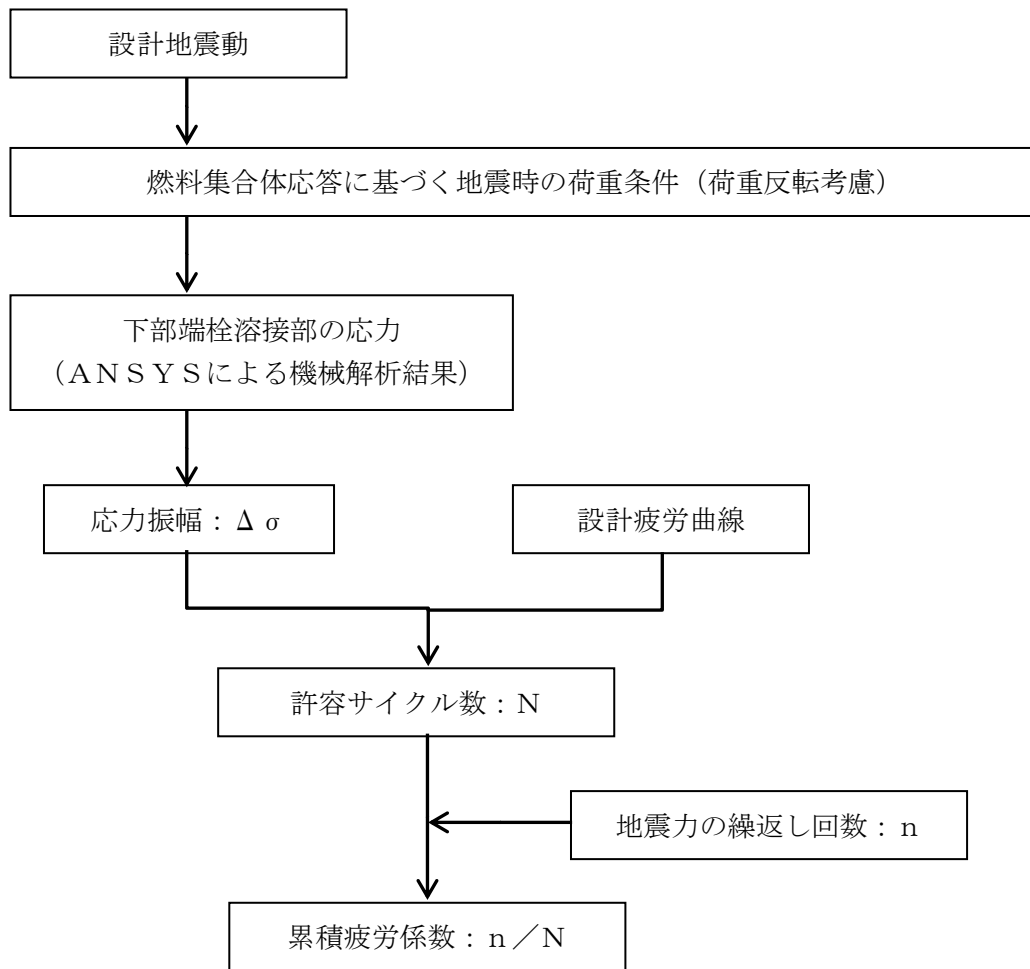 設計地震動
燃料集合体応答に基づく地震時の荷重条件（荷重反転考慮）
下部端栓溶接部の応力
（ＡＮＳＹＳによる機械解析結果）
応力振幅：Δσ
設計疲労曲線
許容サイクル数：Ｎ
地震力の繰返し回数：ｎ
累積疲労係数：ｎ／Ｎ